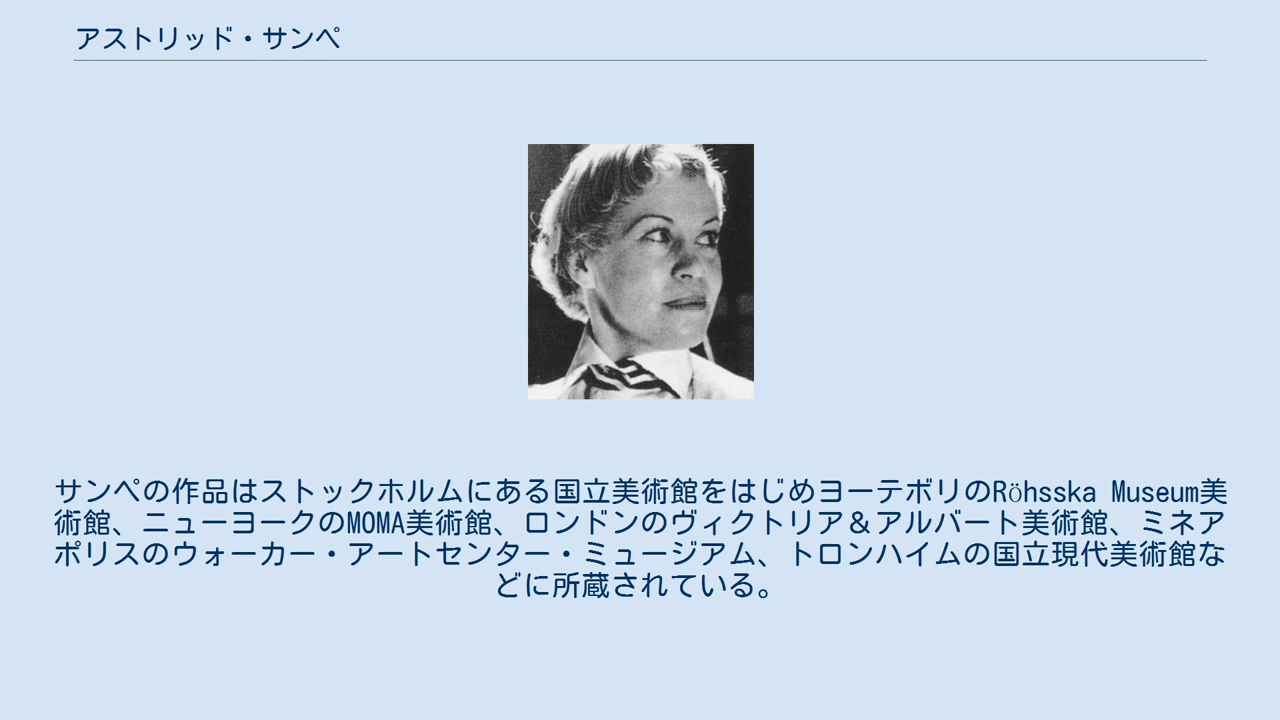 アストリッド・サンペ
サンペの作品はストックホルムにある国立美術館をはじめヨーテボリのRöhsska Museum美
術館、ニューヨークのMOMA美術館、ロンドンのヴィクトリア＆アルバート美術館、ミネア
ポリスのウォーカー・アートセンター・ミュージアム、トロンハイムの国立現代美術館な
どに所蔵されている。